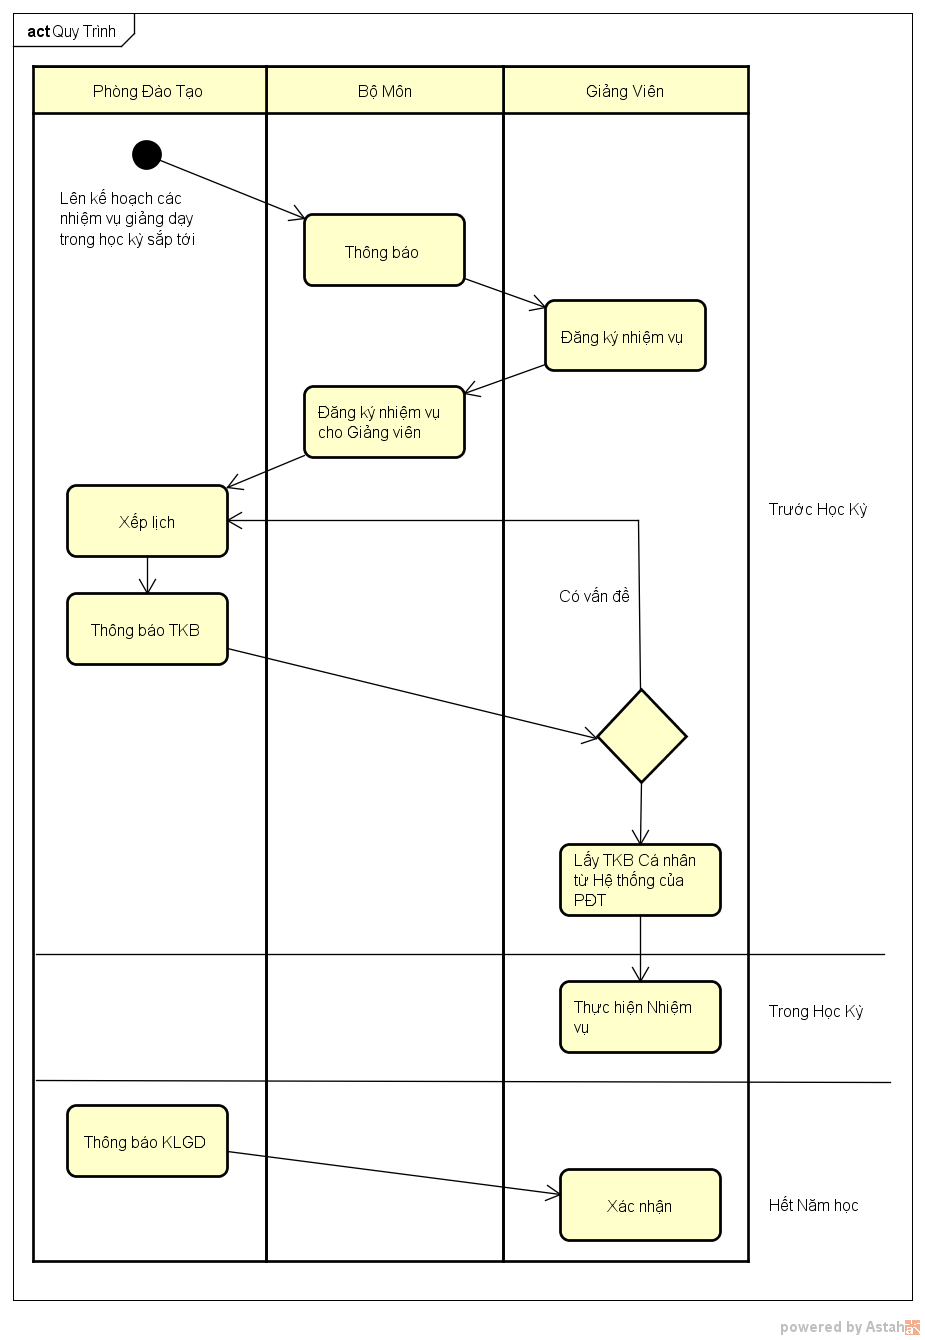 act Quy Trình
Phòng Đào Tạo
Bộ Môn
Giảng Viên
Lên kế hoạch các
nhiệm vụ giảng dạy
trong học kỳ sắp tới
Thông báo
Đăng ký nhiệm vụ
Đăng ký nhiệm vụ
cho Giảng viên
Xếp lịch
Trước Học Kỳ
Có vấn đề
Thông báo TKB
Lấy TKB Cá nhân
từ Hệ thống của
PĐT
Thực hiện Nhiệm
vụ
Trong Học Kỳ
Thông báo KLGD
Xác nhận
Hết Năm học
powered by Astah